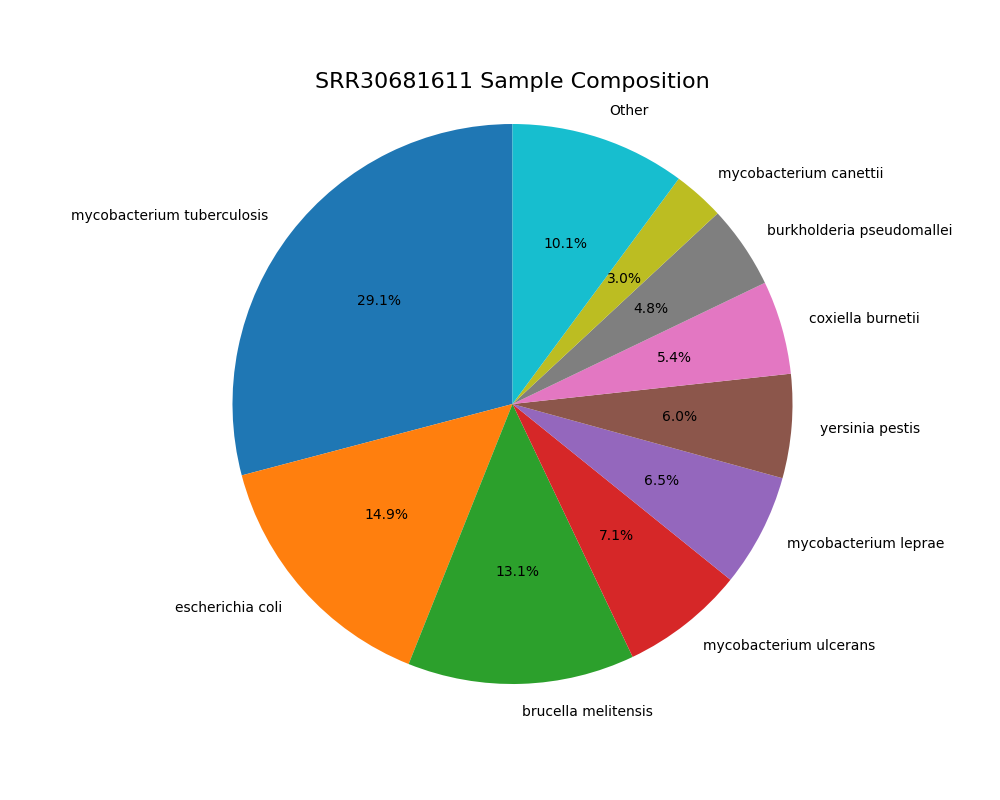 SRR30681611 Sample Composition
Other
mycobacterium canettii
burkholderia pseudomallei
mycobacterium tuberculosis
10.1%
3.0%
29.1%
4.8%
coxiella burnetii
5.4%
6.0%
yersinia pestis
6.5%
14.9%
7.1%
mycobacterium leprae
13.1%
escherichia coli
mycobacterium ulcerans
brucella melitensis